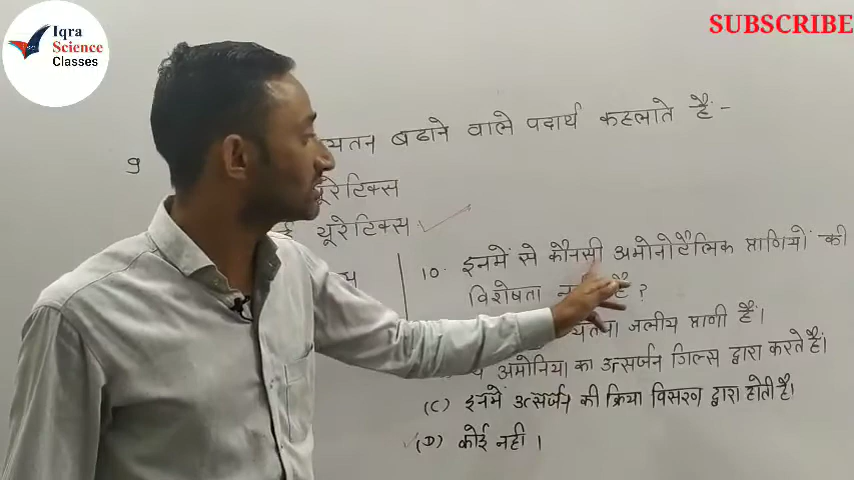 Iqra
Science
Classes
SUBSCRIBE
9
यतन बढाने वाले पदार्थ कहलाते हैं:-
यूरेटिक्स
यूरेटिक्स
10. इनमें से कौनसी अमोनोटैलिक प्राणियों की
विशेषता है ?
जलीय प्राणी हैं।
अमोनिया का उत्सर्जन गिल्स द्वारा करते हैं।
(C) इनमें उत्सर्जन की क्रिया विसरण द्वारा होती है।
(D) कोई नही ।